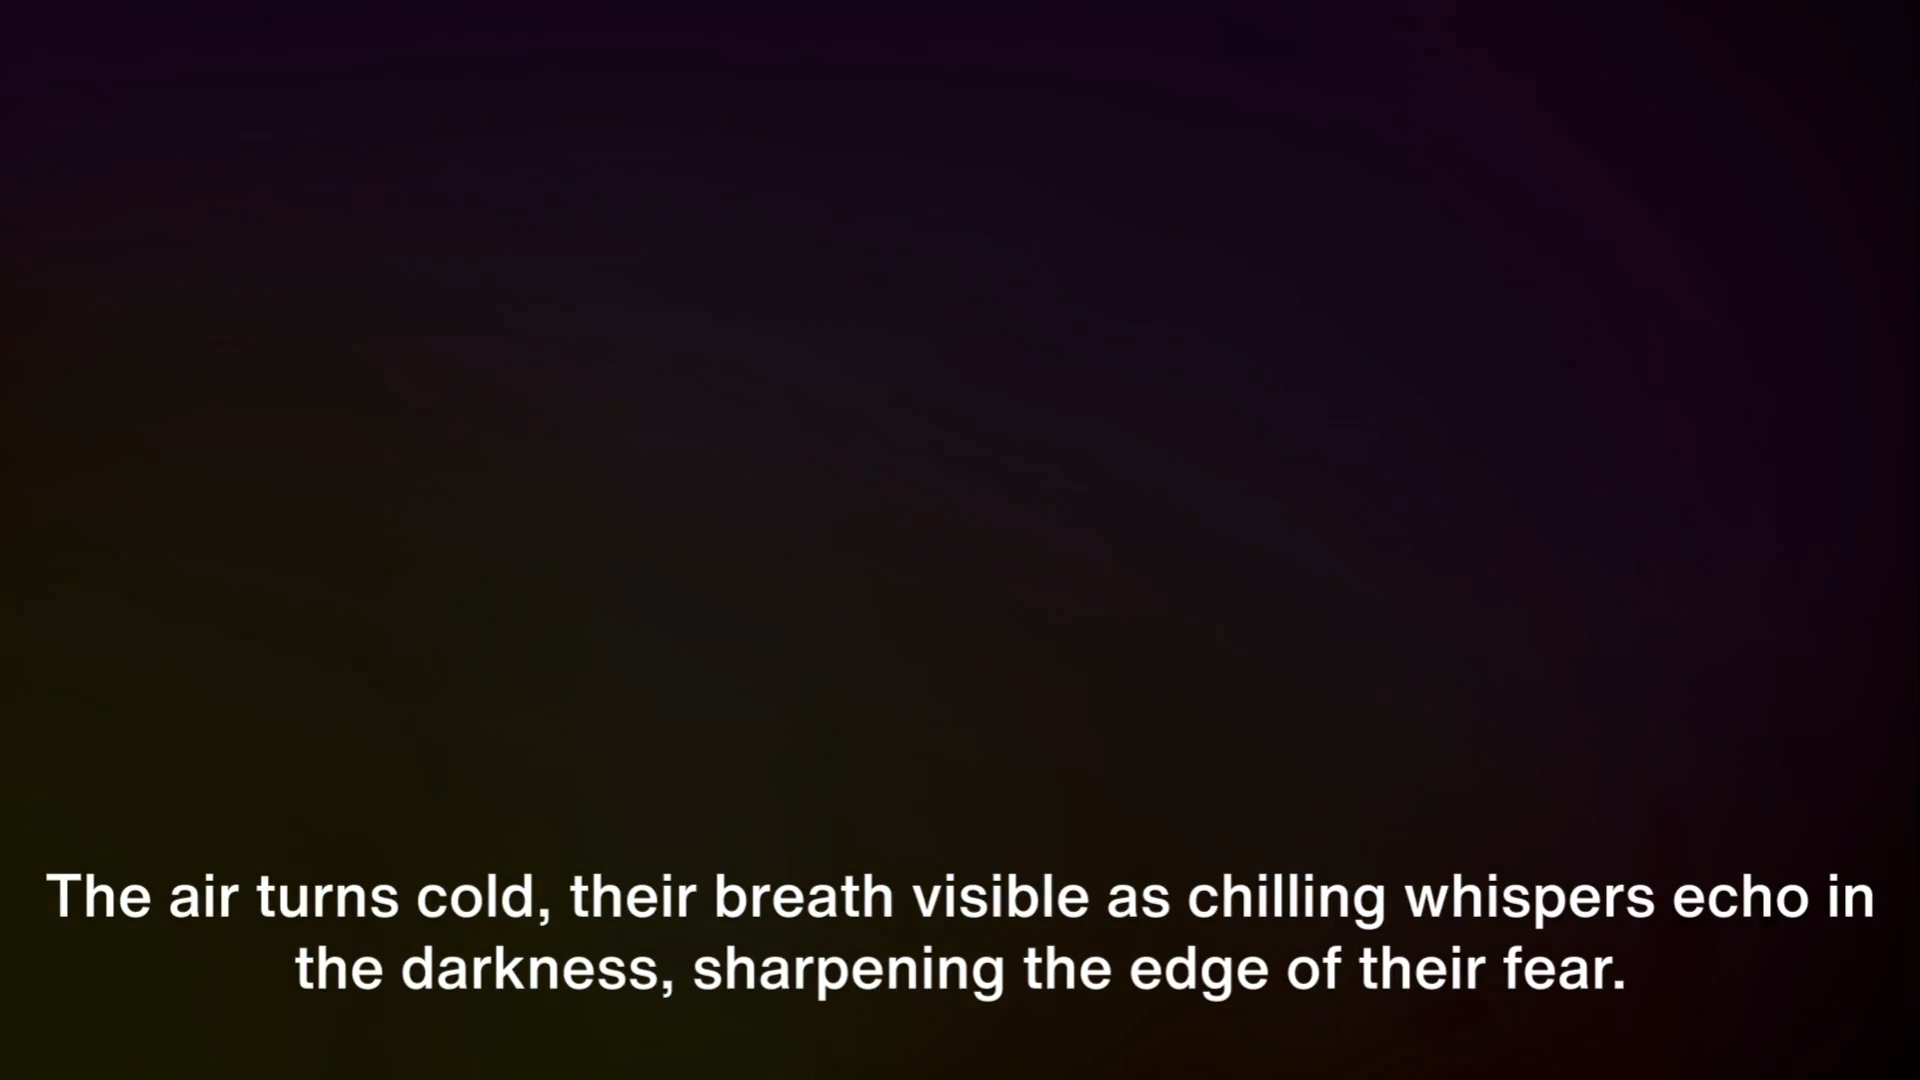 The air turns cold, their breath visible as chilling whispers echo in
the darkness, sharpening the edge of their fear.